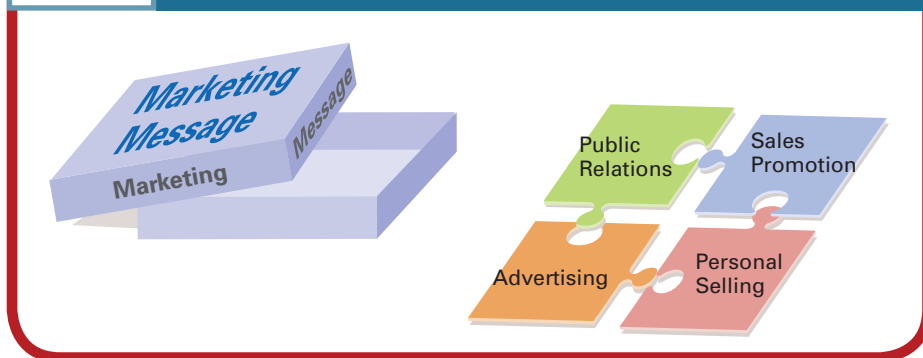 Marketing
Message
Marketing
Message
Public
Relations
Sales
Promotion
Advertising
Personal
Selling